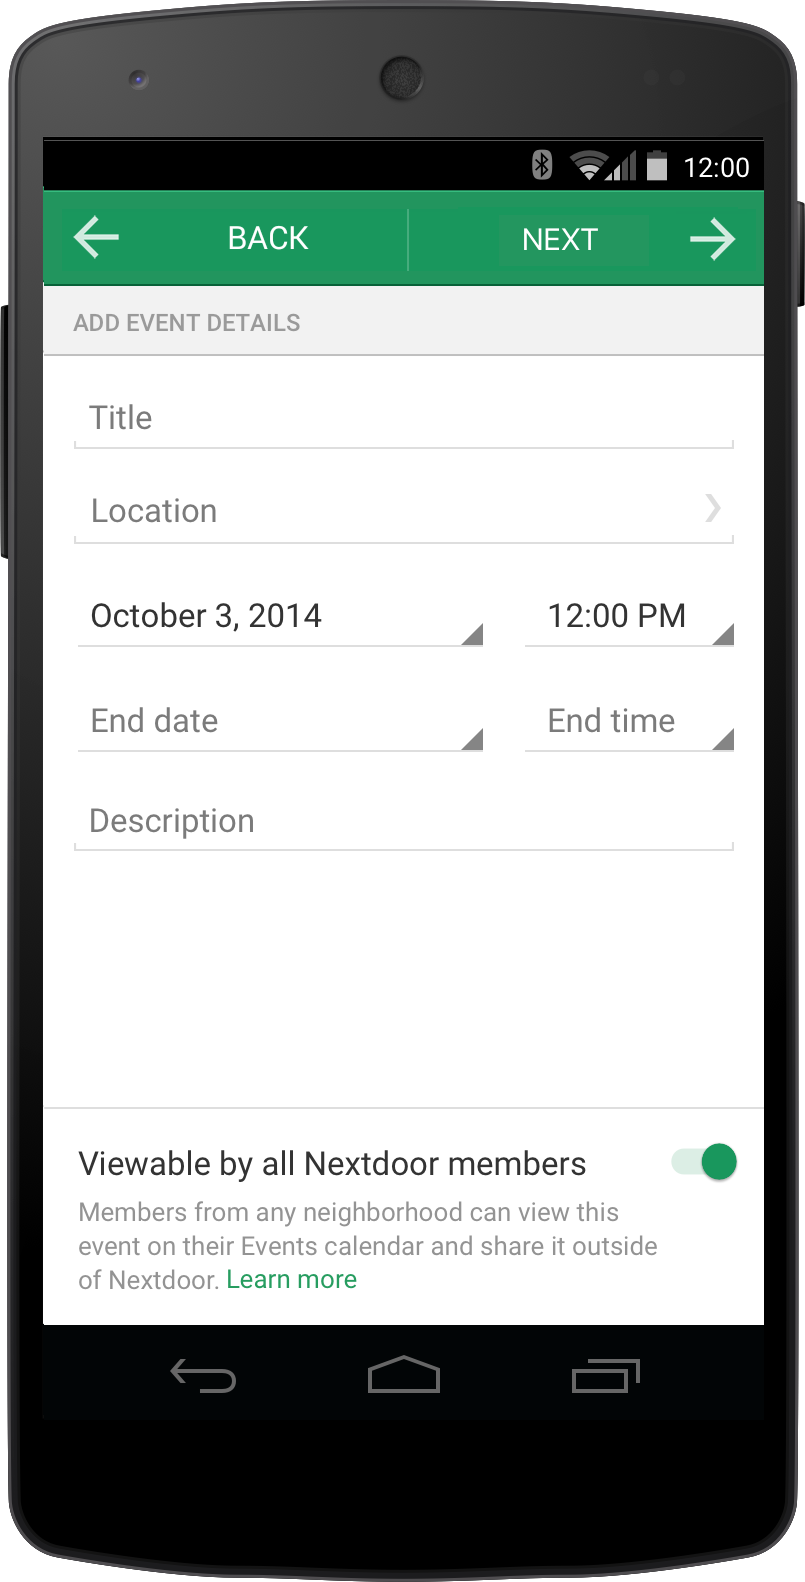 12:00
BACK NEXT
ADD EVENT DETAILS
Title
Location
October 3, 2014 12:00 PM
End date End time
Description
Viewable by all Nextdoor members
Members from any neighborhood can view this
event on their Events calendar and share it outside
of Nextdoor. Learn more